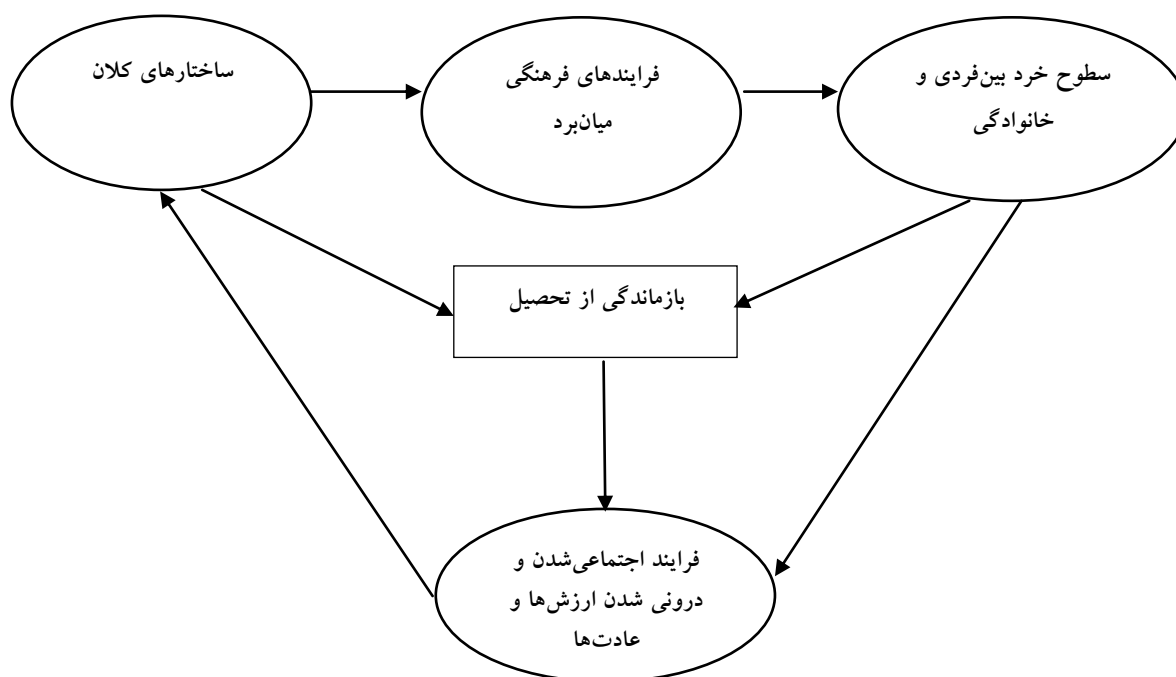 سطوح خرد بین‌فردی و
خانوادگی
فرایندهای فرهنگی
میان‌برد
ساختارهای کلان
بازماندگی از تحصیل
فرایند اجتماعی‌شدن و
درونی شدن ارزش‌ها و
عادت‌ها